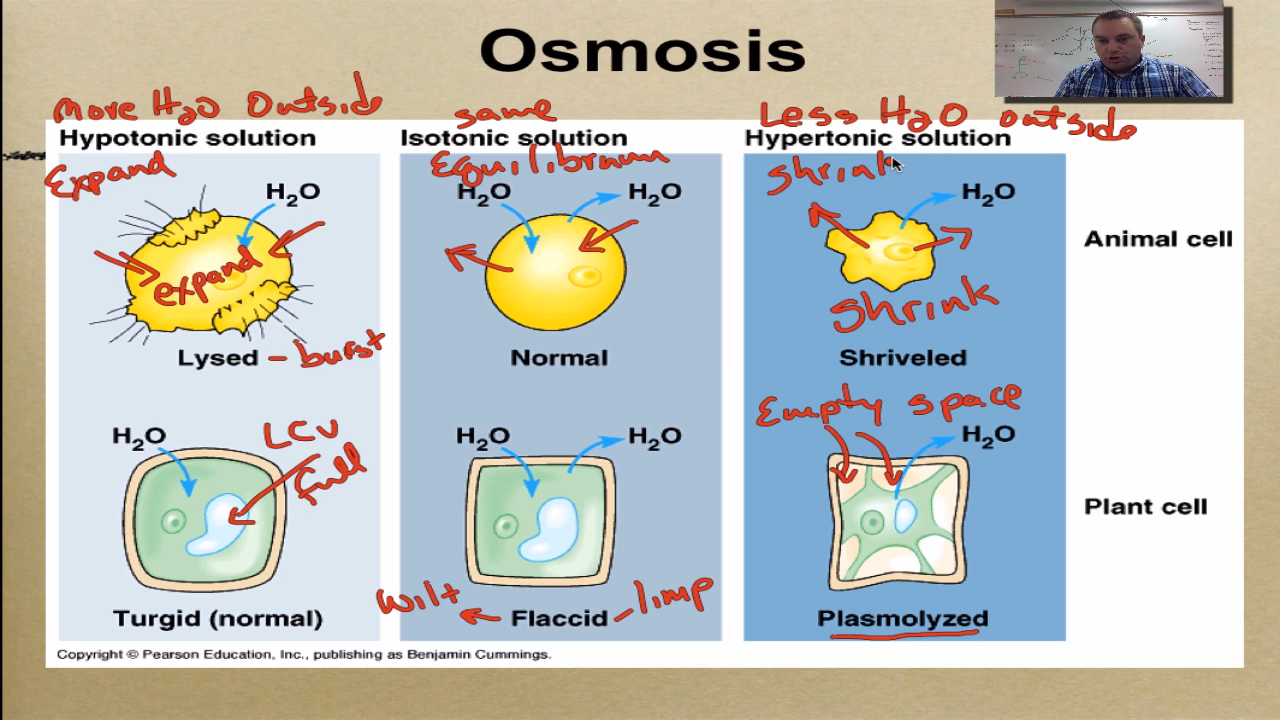 Osmosis
More H2O Outside
same
Less H2O outside
Hypotonic solution
Isotonic solution
Hypertonic solution
Expand
Equilibrium
Shrink
H2O
H2O
H2O
H2O
expand
Animal cell
shrink
Lysed - burst
Normal
Shriveled
Empty space
H2O
LCV
Full
H2O
H2O
H2O
Plant cell
Wilt
limp
Turgid (normal)
Flaccid
Plasmolyzed
Copyright © Pearson Education, Inc., publishing as Benjamin Cummings.